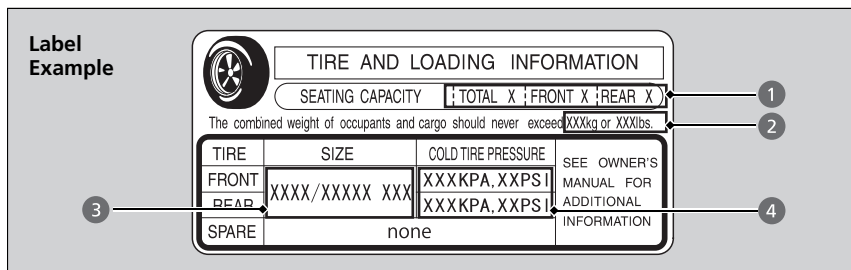 Label
Example
TIRE AND LOADING INFORMATION
SEATING CAPACITY TOTAL X FRONT X REAR X
1
The combined weight of occupants and cargo should never exceed XXXkg or XXXlbs.
2
TIRE SIZE COLD TIRE PRESSURE
SEE OWNER'S
MANUAL FOR
ADDITIONAL
INFORMATION
FRONT XXXX/XXXXX XXX XXXKPA,XXPSI
REAR XXXKPA,XXPSI
3
4
SPARE none